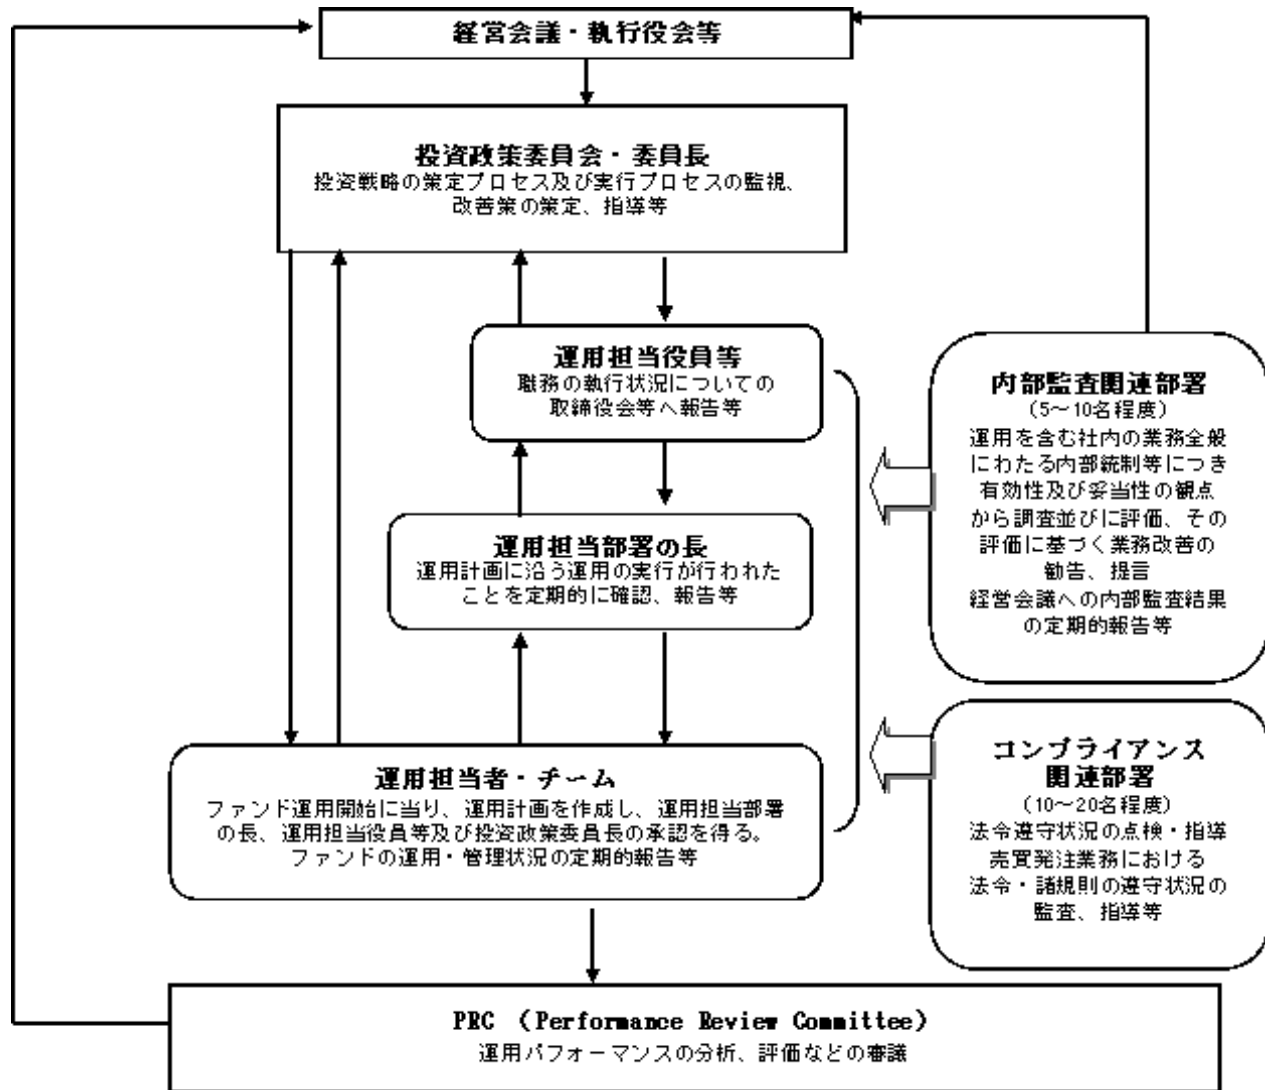 経営会議・執行役会等
投資政策委員会・委員長
投資戦略の策定プロセス及び実行プロセスの監視、
改善策の策定、指導等
運用担当役員等
職務の執行状況についての
取締役会等へ報告等
運用担当部署の長
運用計画に沿う運用の実行が行われた
ことを定期的に確認、報告等
運用担当者・チーム
ファンド運用開始に当り、運用計画を作成し、運用担当部署
の長、運用担当役員等及び投資政策委員長の承認を得る。
ファンドの運用・管理状況の定期的報告等
内部監査関連部署
（5～10名程度）
運用を含む社内の業務全般
にわたる内部統制等につき
有効性及び妥当性の観点
から調査並びに評価、その
評価に基づく業務改善の
勧告、提言
経営会議への内部監査結果
の定期的報告等
コンプライアンス
関連部署
（10～20名程度）
法令遵守状況の点検・指導
売買発注業務における
法令・諸規則の遵守状況の
監査、指導等
PRC （Performance Review Committee）
運用パフォーマンスの分析、評価などの審議